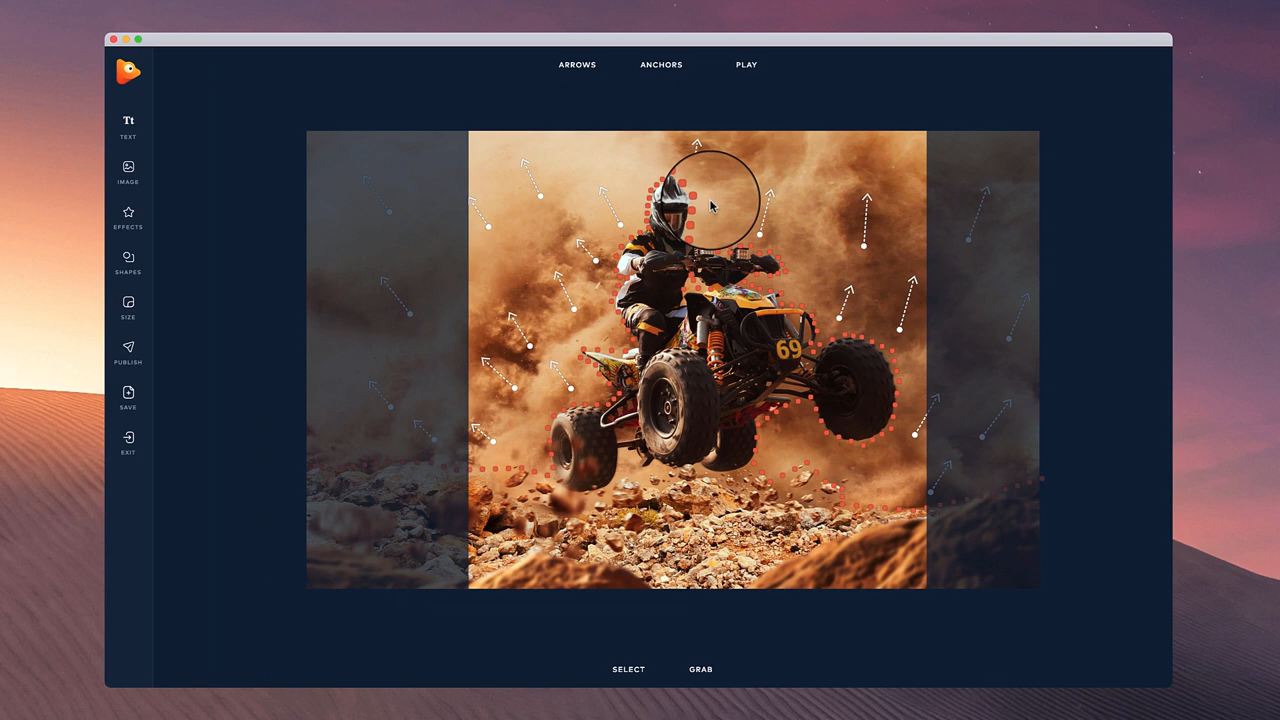 ARROWS
ANCHORS
PLAY
Tt
TEXT
IMAGE
EFFECTS
SHAPES
SIZE
PUBLISH
SAVE
EXIT
69
SELECT
GRAB